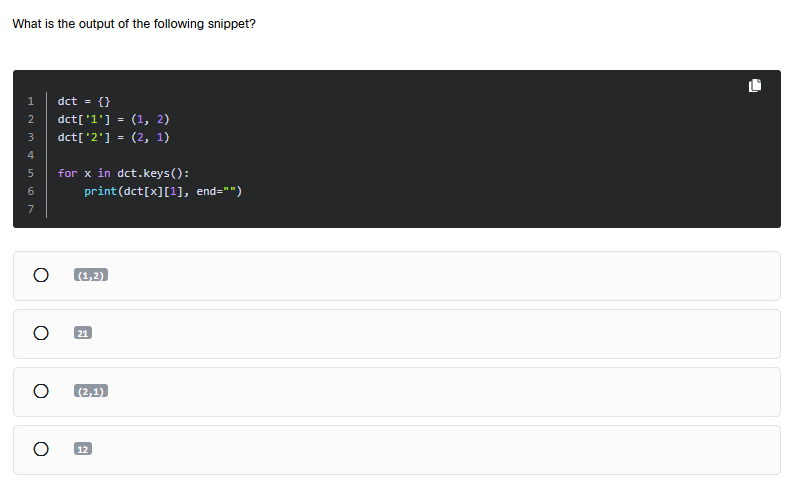 What is the output of the following snippet?
1 dct = {}
2 dct['1'] = (1, 2)
3 dct['2'] = (2, 1)
4
5 for x in dct.keys():
6     print(dct[x][1], end="")
7
(1,2)
21
(2,1)
12